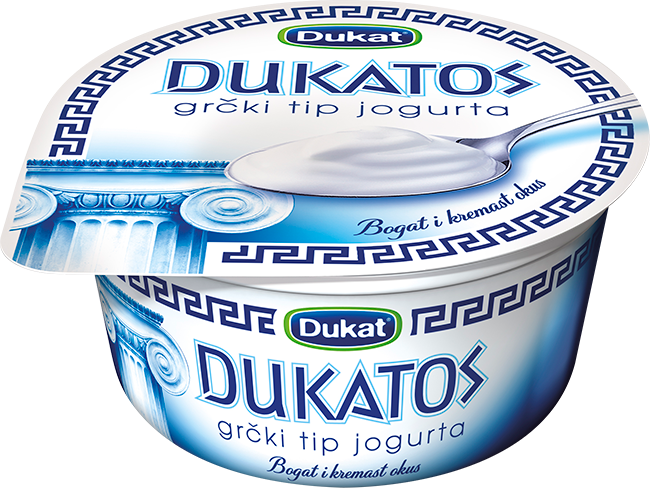 Dukat
DUKATOS
grčki tip jogurta
Bogat i kremast okus
Dukat
DUKATOS
grčki tip jogurta
Bogat i kremast okus